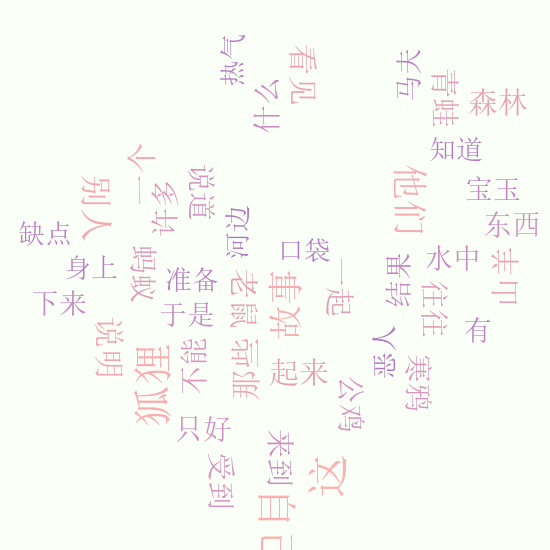 热气
看见
马夫
什么
青蛙
森林
知道
一个
别人
许多
说道
他们
宝玉
东西
缺点
河边
口袋
身上
蚂蚁
准备
水中
下来
于是
老鼠
故事
一起
结果
往往
有
说明
狐狸
不能
那些
起来
恶人
寒鸦
公鸡
只好
来到
受到
这
自己